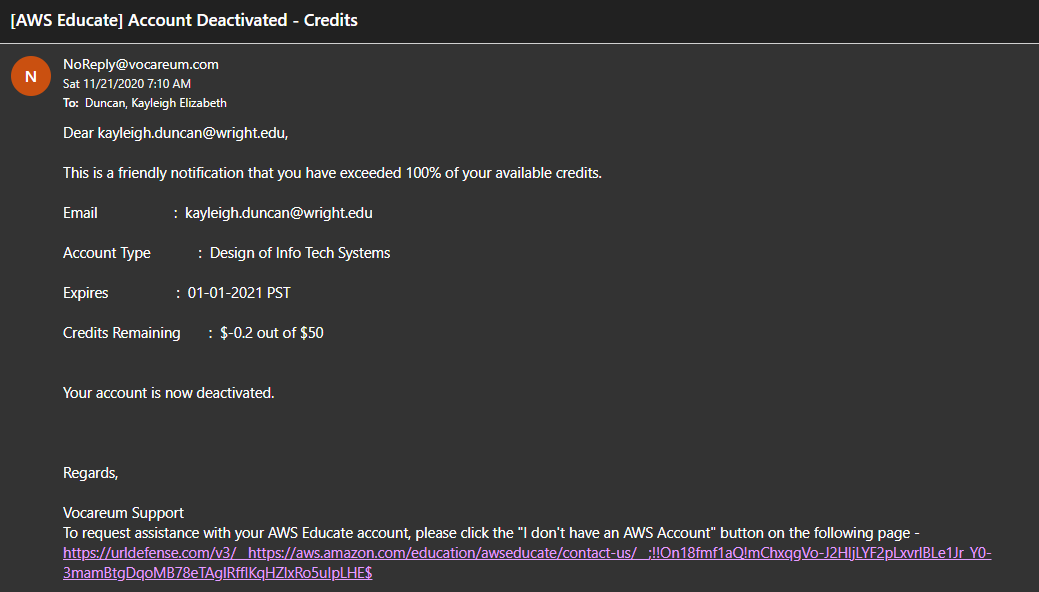 [AWS Educate] Account Deactivated - Credits
N
NoReply@vocareum.com
Sat 11/21/2020 7:10 AM
To: Duncan, Kayleigh Elizabeth
Dear kayleigh.duncan@wright.edu,
This is a friendly notification that you have exceeded 100% of your available credits.
Email : kayleigh.duncan@wright.edu
Account Type : Design of Info Tech Systems
Expires : 01-01-2021 PST
Credits Remaining : $-0.2 out of $50
Your account is now deactivated.
Regards,
Vocareum Support
To request assistance with your AWS Educate account, please click the "I don't have an AWS Account" button on the following page -
https://urldefense.com/v3/__https://aws.amazon.com/education/awseducate/contact-us/__;!!On18fmf1aQ!mChxqgVo-J2HIjLYF2pLxvrIBLe1Jr_Y0-
3mamBtgDqoMB78eTAgIRffIKqHZIxRo5uIpLHE$